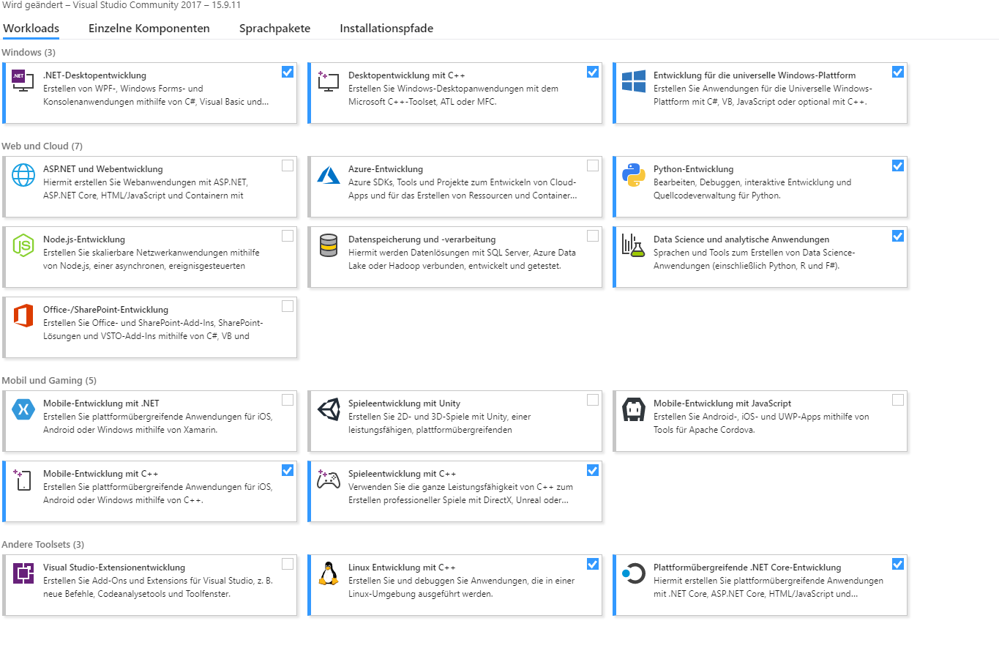 Wird geändert – Visual Studio Community 2017 – 15.9.11
Workloads Einzelne Komponenten Sprachpakete Installationspfade
Windows (3)
.NET
.NET-Desktopentwicklung
Erstellen von WPF-, Windows Forms- und
Konsolenanwendungen mithilfe von C#, Visual Basic und...
Desktopentwicklung mit C++
Erstellen Sie Windows-Desktopanwendungen mit dem
Microsoft C++-Toolset, ATL oder MFC.
Entwicklung für die universelle Windows-Plattform
Erstellen Sie Anwendungen für die Universelle Windows-
Plattform mit C#, VB, JavaScript oder optional mit C++.
Web und Cloud (7)
ASP.NET und Webentwicklung
Hiermit erstellen Sie Webanwendungen mit ASP.NET,
ASP.NET Core, HTML/JavaScript und Containern mit
Azure-Entwicklung
Azure SDKs, Tools und Projekte zum Entwickeln von Cloud-
Apps und für das Erstellen von Ressourcen und Container...
Python-Entwicklung
Bearbeiten, Debuggen, interaktive Entwicklung und
Quellcodeverwaltung für Python.
JS
Node.js-Entwicklung
Erstellen Sie skalierbare Netzwerkanwendungen mithilfe
von Node.js, einer asynchronen, ereignisgesteuerten
Datenspeicherung und -verarbeitung
Hiermit werden Datenlösungen mit SQL Server, Azure Data
Lake oder Hadoop verbunden, entwickelt und getestet.
Data Science und analytische Anwendungen
Sprachen und Tools zum Erstellen von Data Science-
Anwendungen (einschließlich Python, R und F#).
Office-/SharePoint-Entwicklung
Erstellen Sie Office- und SharePoint-Add-Ins, SharePoint-
Lösungen und VSTO-Add-Ins mithilfe von C#, VB und
Mobil und Gaming (5)
Mobile-Entwicklung mit .NET
Erstellen Sie plattformübergreifende Anwendungen für iOS,
Android oder Windows mithilfe von Xamarin.
Spieleentwicklung mit Unity
Erstellen Sie 2D- und 3D-Spiele mit Unity, einer
leistungsfähigen, plattformübergreifenden
Mobile-Entwicklung mit JavaScript
Erstellen Sie Android-, iOS- und UWP-Apps mithilfe von
Tools für Apache Cordova.
Mobile-Entwicklung mit C++
Erstellen Sie plattformübergreifende Anwendungen für iOS,
Android oder Windows mithilfe von C++.
Spieleentwicklung mit C++
Verwenden Sie die ganze Leistungsfähigkeit von C++ zum
Erstellen professioneller Spiele mit DirectX, Unreal oder...
Andere Toolsets (3)
Visual Studio-Extensionentwicklung
Erstellen Sie Add-Ons und Extensions für Visual Studio, z. B.
neue Befehle, Codeanalysetools und Toolfenster.
Linux Entwicklung mit C++
Erstellen Sie und debuggen Sie Anwendungen, die in einer
Linux-Umgebung ausgeführt werden.
Plattformübergreifende .NET Core-Entwicklung
Hiermit erstellen Sie plattformübergreifende Anwendungen
mit .NET Core, ASP.NET Core, HTML/JavaScript und...